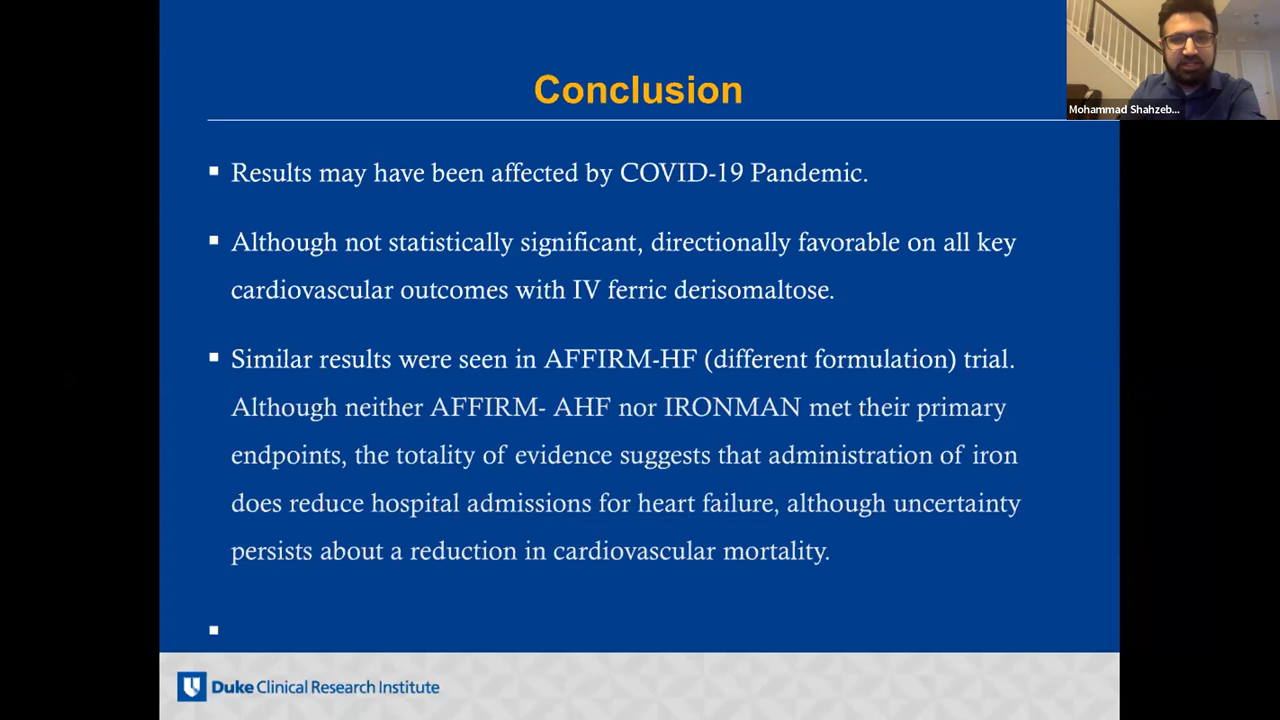 Conclusion
Mohammad Shahzeb...
▪ Results may have been affected by COVID-19 Pandemic.
▪ Although not statistically significant, directionally favorable on all key
cardiovascular outcomes with IV ferric derisomaltose.
▪ Similar results were seen in AFFIRM-HF (different formulation) trial.
Although neither AFFIRM- AHF nor IRONMAN met their primary
endpoints, the totality of evidence suggests that administration of iron
does reduce hospital admissions for heart failure, although uncertainty
persists about a reduction in cardiovascular mortality.
▪
Duke Clinical Research Institute